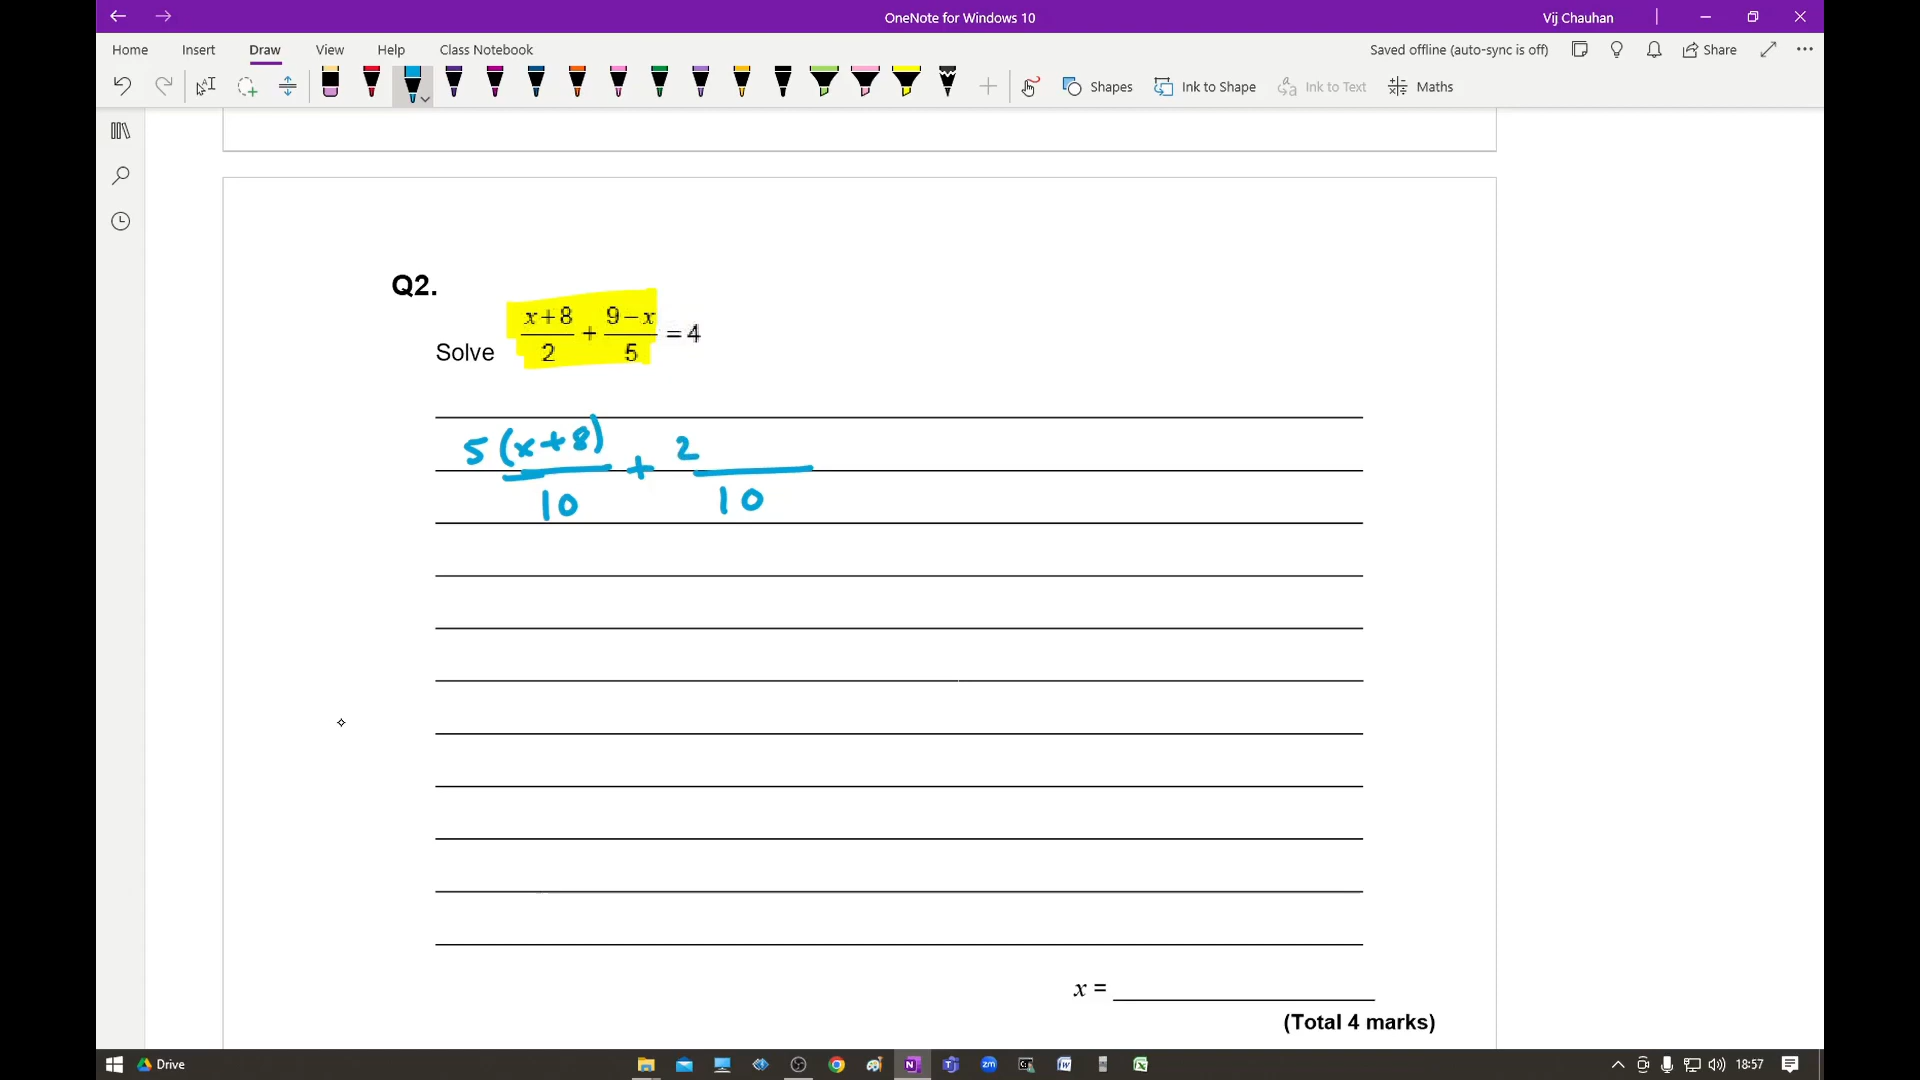 OneNote for Windows 10
Vij Chauhan
Home Insert Draw View Help Class Notebook
Saved offline (auto-sync is off)
Share
Shapes
Ink to Shape
Ink to Text
Maths
Q2.
Solve x+8/2 + 9−x/5 = 4
5(x+8)/10 + 2 /10
x =
(Total 4 marks)
Drive
18:57